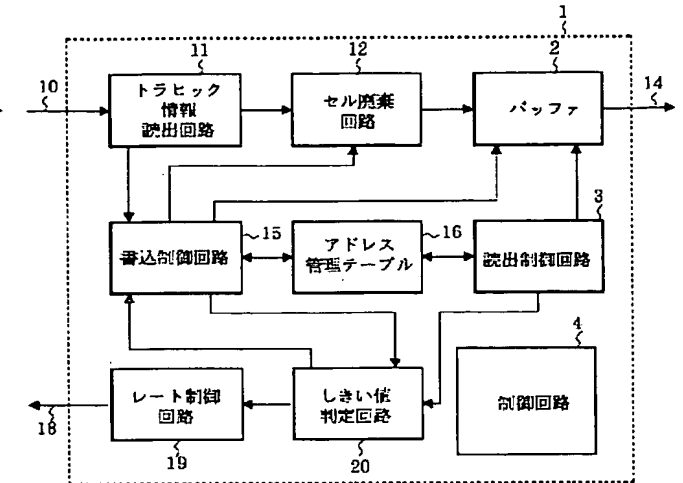 1
11
12
2
10
トラヒック
情報
読出回路
セル廃棄
回路
バッファ
14
15
16
3
書込制御回路
アドレス
管理テーブル
読出制御回路
4
レート制御
回路
しきい値
判定回路
制御回路
18
19
20